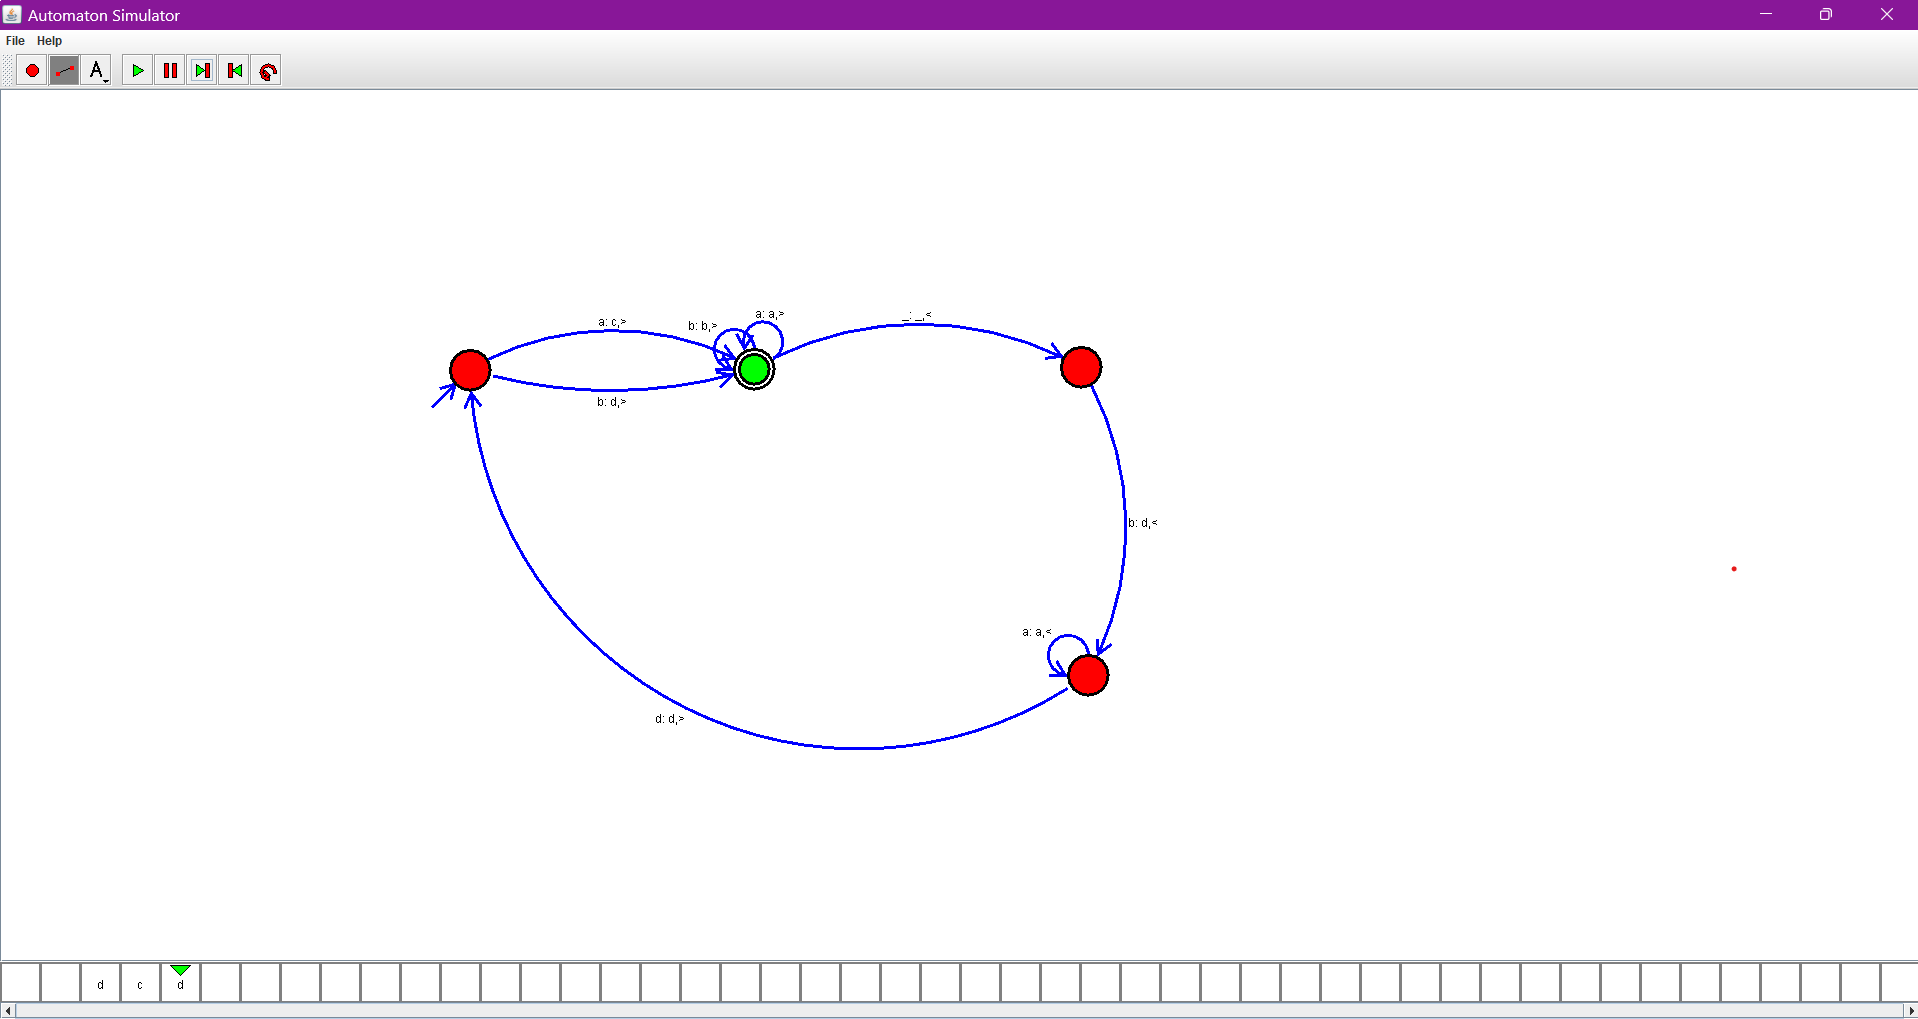 Automaton Simulator
File Help
A
a: c,>
b: b,>
a: a,>
_: _,<
b: d,>
b: d,<
a: a,<
d: d,>
d c d